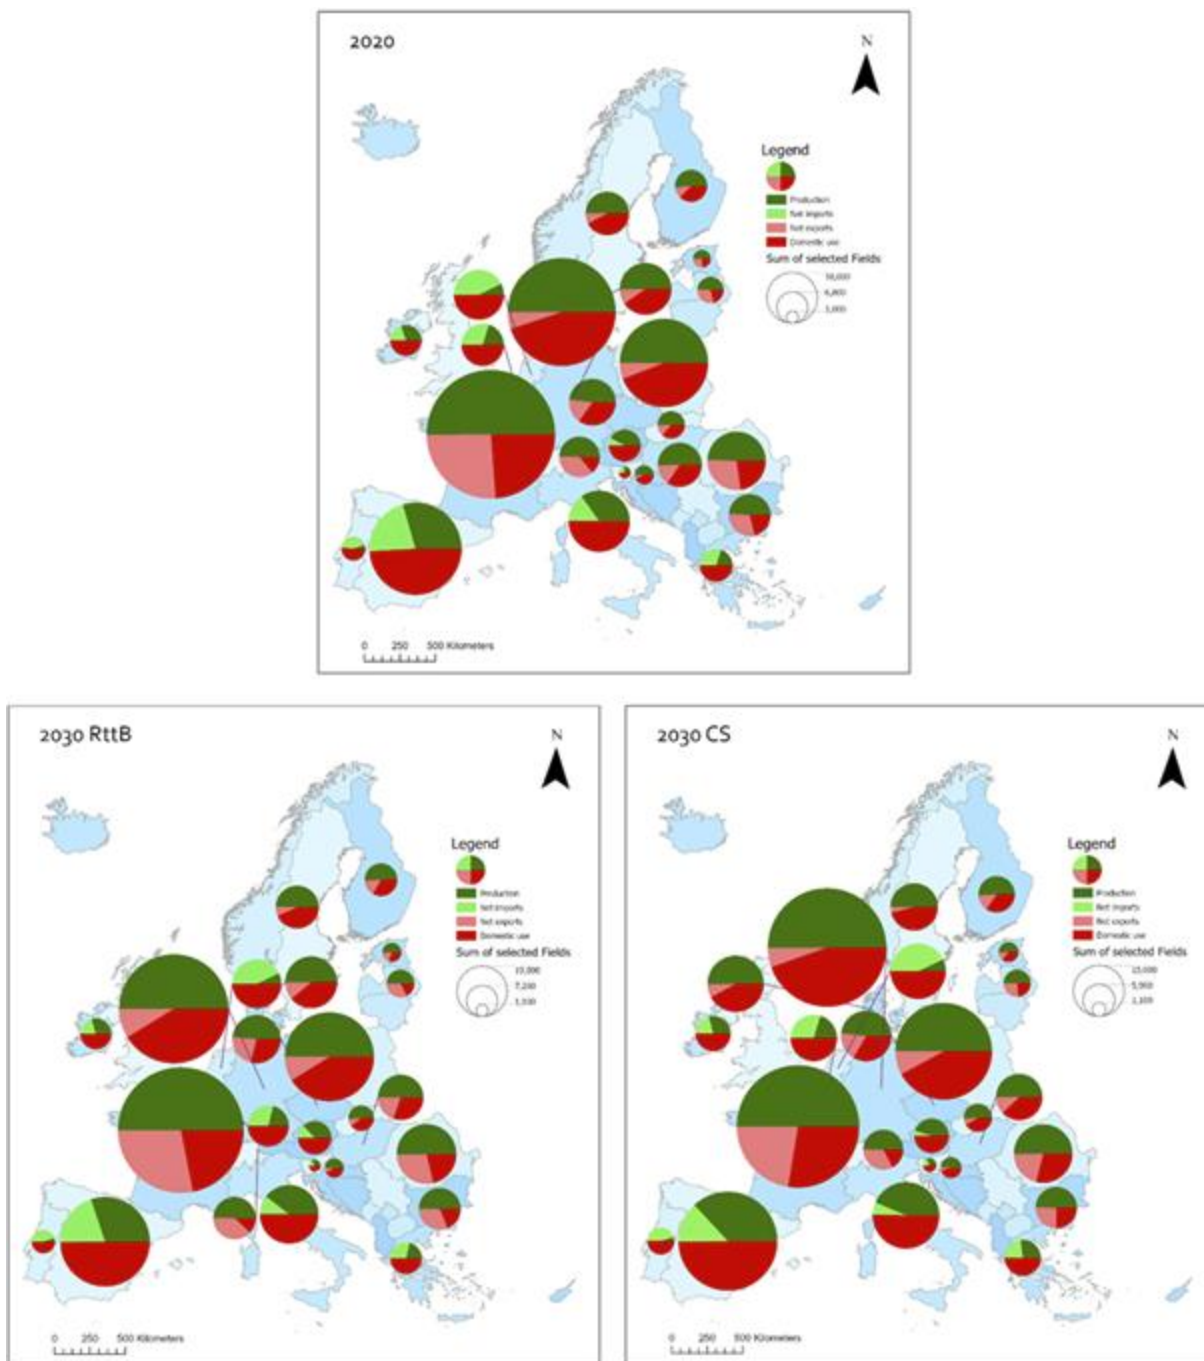 2020
N
Legend
Production
Net imports
Net exports
Domestic use
Sum of selected Fields
0 250 500 Kilometers
2030 RttB
N
Legend
Production
Net imports
Net exports
Domestic use
Sum of selected Fields
0 250 500 Kilometers
2030 CS
N
Legend
Production
Net imports
Net exports
Domestic use
Sum of selected Fields
0 250 500 Kilometers